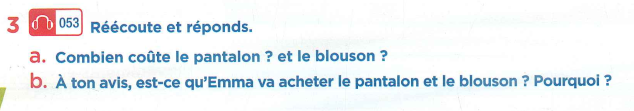 3 053 Réécoute et réponds.
a. Combien coûte le pantalon ? et le blouson ?
b. À ton avis, est-ce qu'Emma va acheter le pantalon et le blouson ? Pourquoi ?